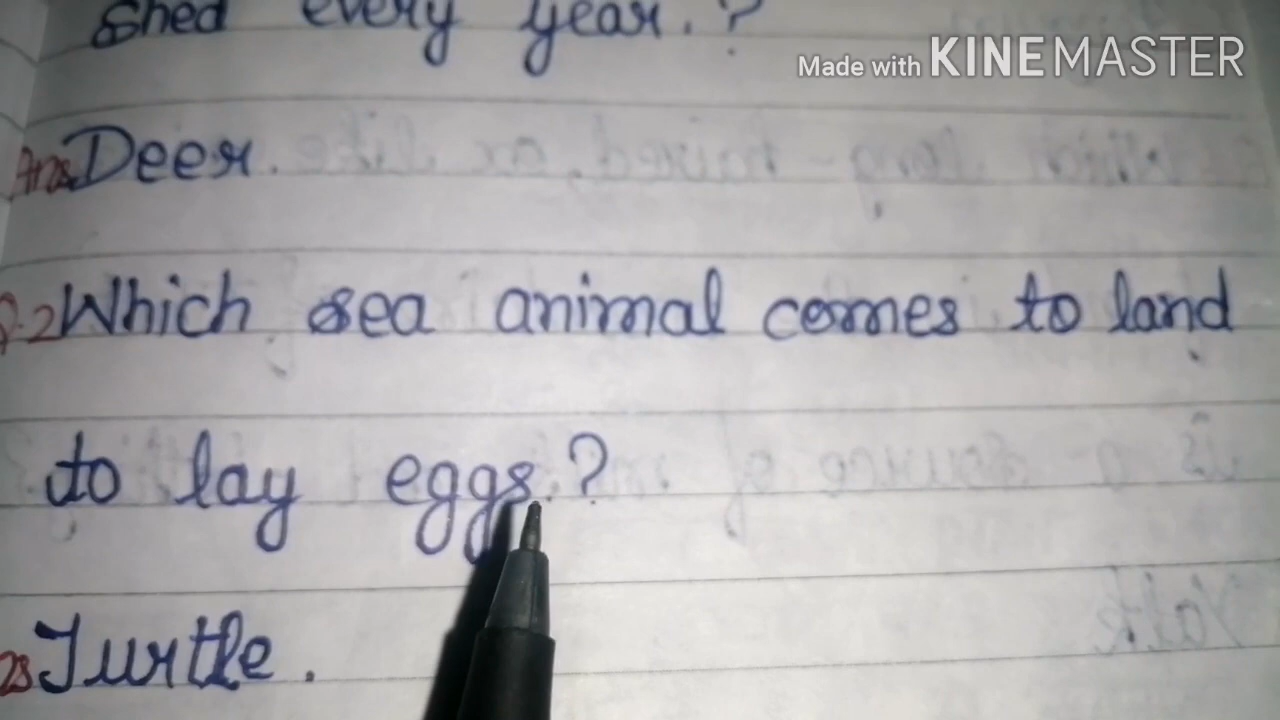 shed every year.?
Made with KINEMASTER
Ans Deer.
Q.2 Which sea animal comes to land
to lay eggs.?
Turtle.